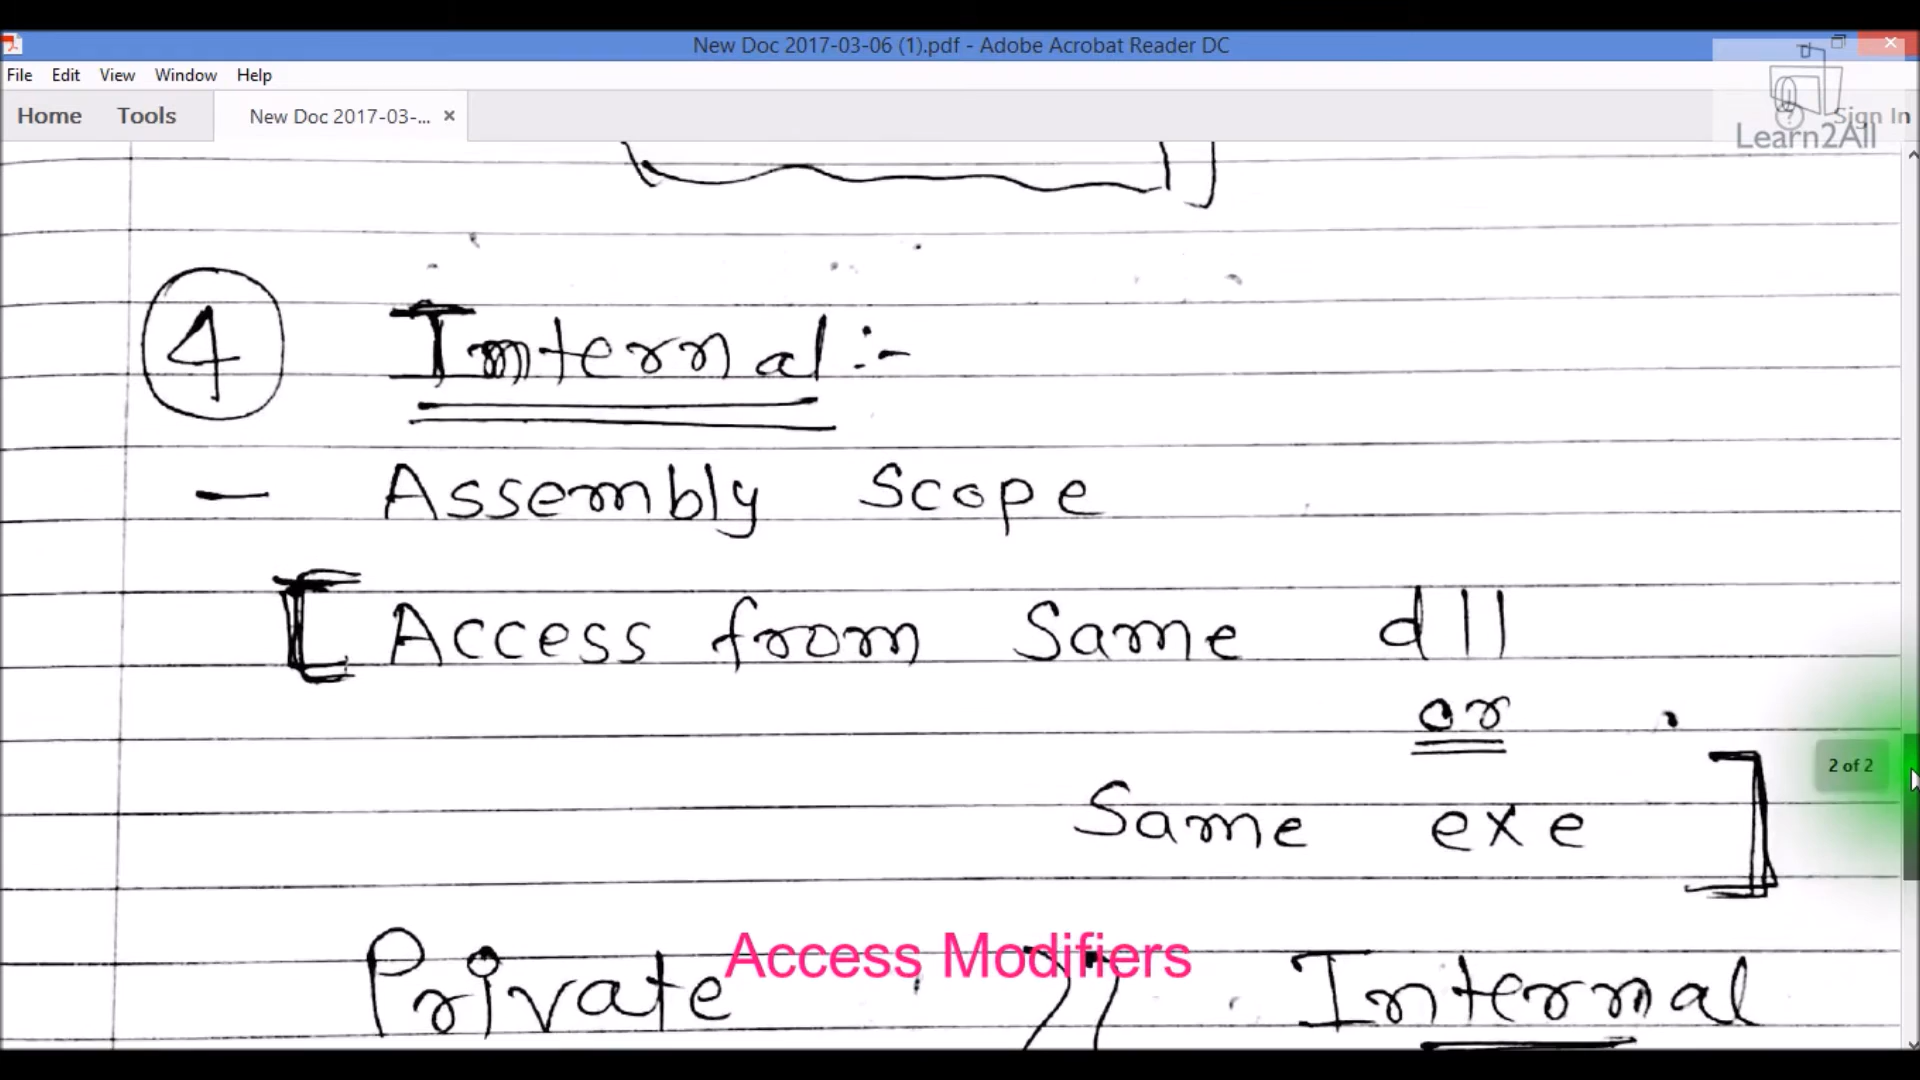 New Doc 2017-03-06 (1).pdf - Adobe Acrobat Reader DC
File Edit View Window Help
Home Tools New Doc 2017-03-... × Sign In
Learn2All
4 Internal :-
- Assembly Scope
[ Access from Same dll
or
2 of 2
Same exe ]
Access Modifiers
Private Internal